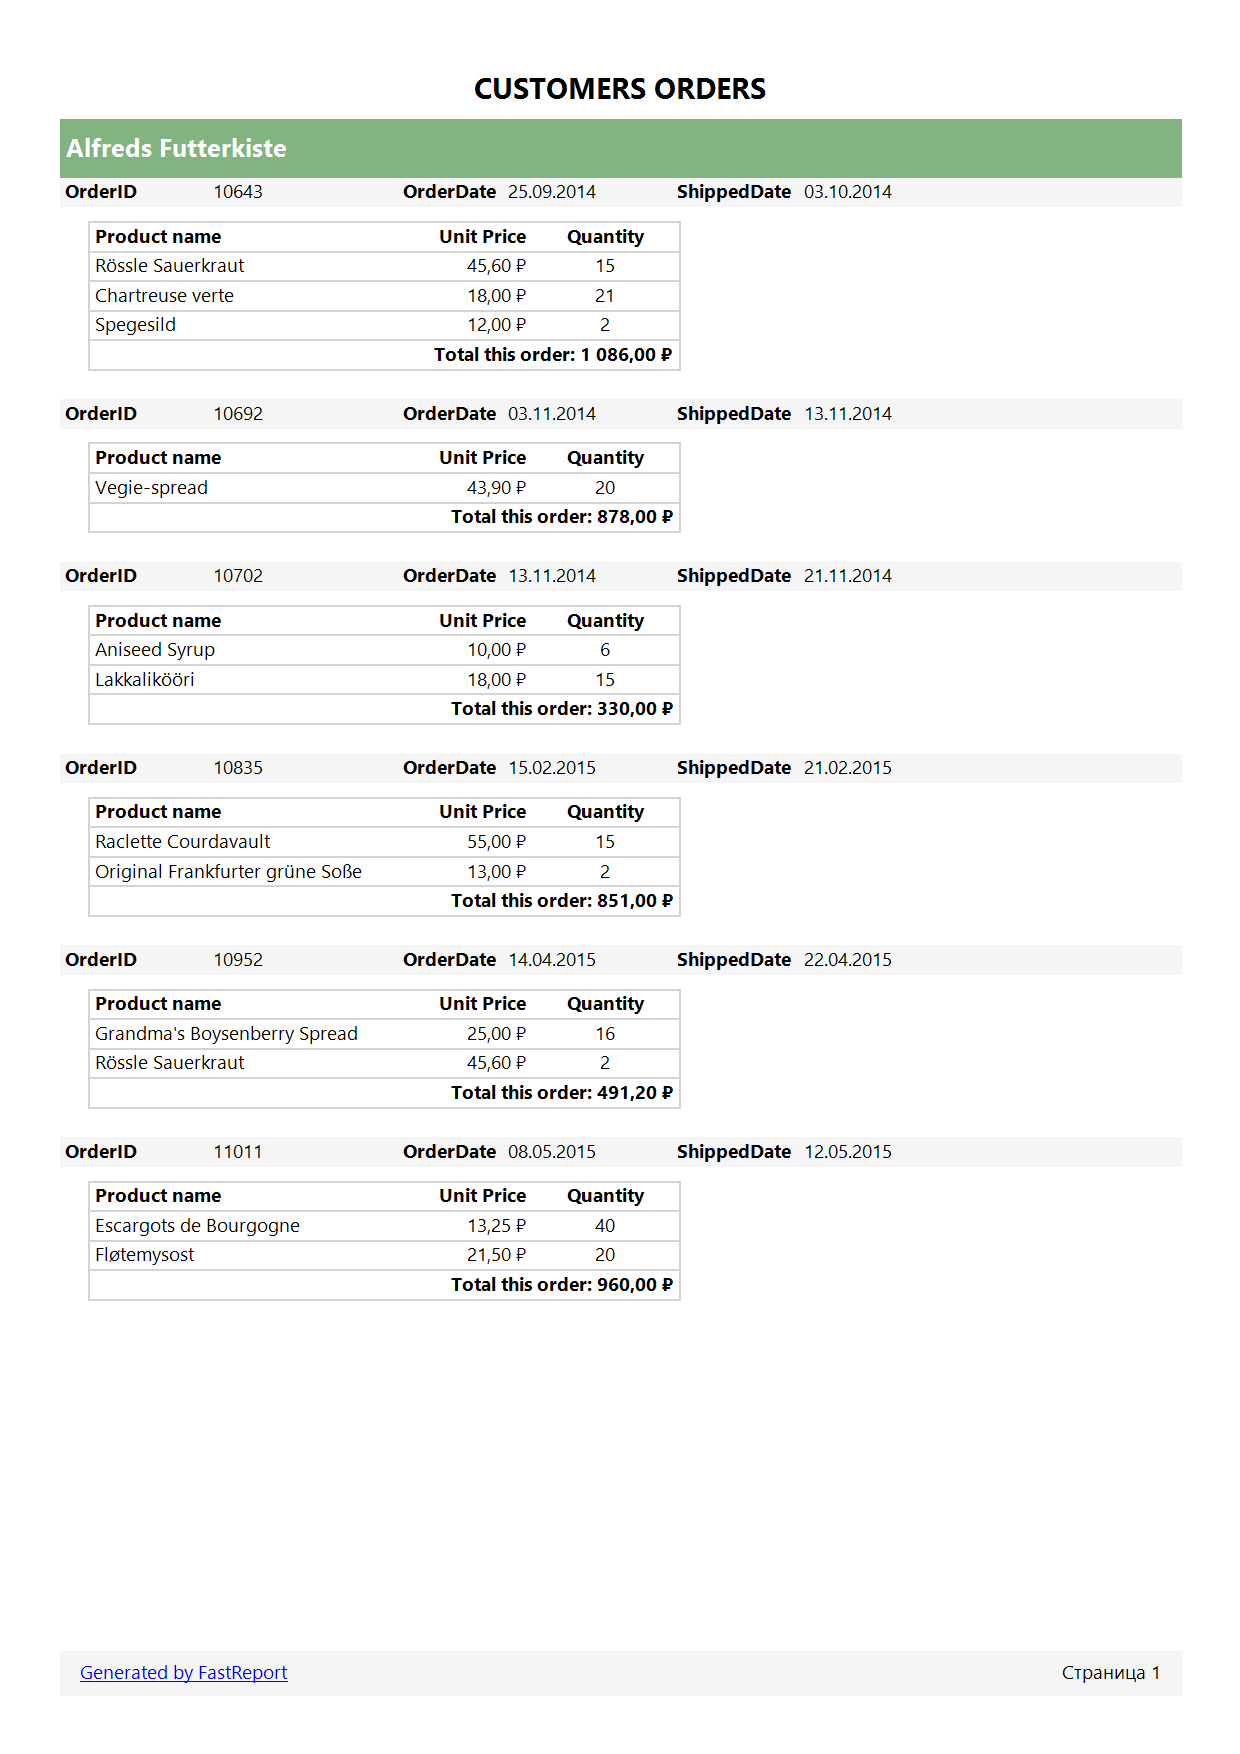 CUSTOMERS ORDERS
Alfreds Futterkiste
OrderID 10643 OrderDate 25.09.2014 ShippedDate 03.10.2014
Product name Unit Price Quantity
Rössle Sauerkraut 45,60 ₽ 15
Chartreuse verte 18,00 ₽ 21
Spegesild 12,00 ₽ 2
Total this order: 1 086,00 ₽
OrderID 10692 OrderDate 03.11.2014 ShippedDate 13.11.2014
Product name Unit Price Quantity
Vegie-spread 43,90 ₽ 20
Total this order: 878,00 ₽
OrderID 10702 OrderDate 13.11.2014 ShippedDate 21.11.2014
Product name Unit Price Quantity
Aniseed Syrup 10,00 ₽ 6
Lakkalikööri 18,00 ₽ 15
Total this order: 330,00 ₽
OrderID 10835 OrderDate 15.02.2015 ShippedDate 21.02.2015
Product name Unit Price Quantity
Raclette Courdavault 55,00 ₽ 15
Original Frankfurter grüne Soße 13,00 ₽ 2
Total this order: 851,00 ₽
OrderID 10952 OrderDate 14.04.2015 ShippedDate 22.04.2015
Product name Unit Price Quantity
Grandma's Boysenberry Spread 25,00 ₽ 16
Rössle Sauerkraut 45,60 ₽ 2
Total this order: 491,20 ₽
OrderID 11011 OrderDate 08.05.2015 ShippedDate 12.05.2015
Product name Unit Price Quantity
Escargots de Bourgogne 13,25 ₽ 40
Fløtemysost 21,50 ₽ 20
Total this order: 960,00 ₽
Generated by FastReport Страница 1